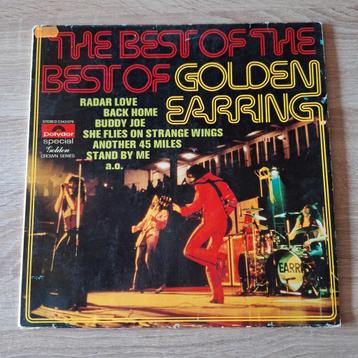 THE BEST OF THE
BEST OF GOLDEN
EARRING
RADAR LOVE
BACK HOME
BUDDY JOE
SHE FLIES ON STRANGE WINGS
ANOTHER 45 MILES
STAND BY ME
a.o.
polydor
special
Golden
CROWN SERIES
EARRI